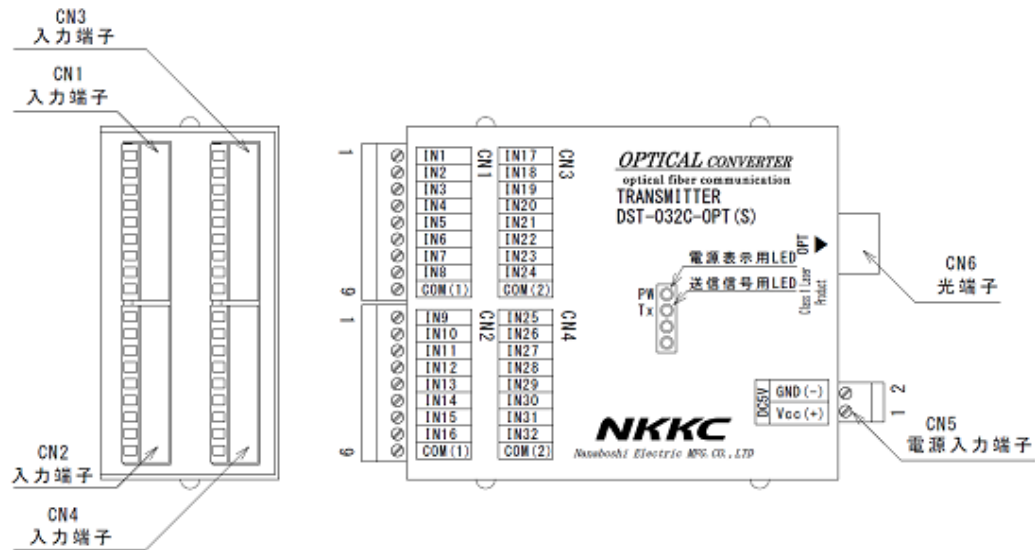 CN3
入力端子
CN1
入力端子
CN2
入力端子
CN4
入力端子
1
9
1
9
IN1
IN2
IN3
IN4
IN5
IN6
IN7
IN8
COM(1)
CN1
IN17
IN18
IN19
IN20
IN21
IN22
IN23
IN24
COM(2)
CN3
IN9
IN10
IN11
IN12
IN13
IN14
IN15
IN16
COM(1)
CN2
IN25
IN26
IN27
IN28
IN29
IN30
IN31
IN32
COM(2)
CN4
OPTICAL CONVERTER
optical fiber communication
TRANSMITTER
DST-032C-OPT(S)
電源表示用LED
送信信号用LED
PW
Tx
OPT
Class 1 Laser
Product
CN6
光端子
DC5V
GND(-)
Vcc(+)
2
1
CN5
電源入力端子
NKKC
Nanaboshi Electric MFG.CO.,LTD